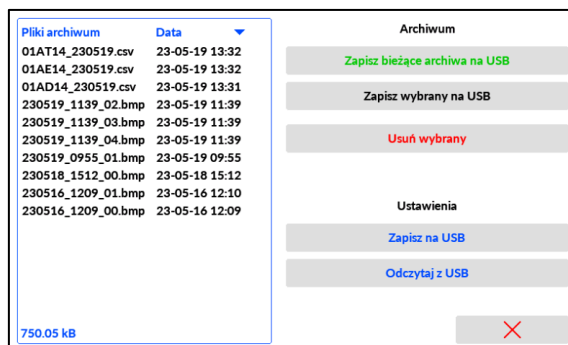 Pliki archiwum Data
01AT14_230519.csv 23-05-19 13:32
01AE14_230519.csv 23-05-19 13:32
01AD14_230519.csv 23-05-19 13:31
230519_1139_02.bmp 23-05-19 11:39
230519_1139_03.bmp 23-05-19 11:39
230519_1139_04.bmp 23-05-19 11:39
230519_0955_01.bmp 23-05-19 09:55
230518_1512_00.bmp 23-05-18 15:12
230516_1209_01.bmp 23-05-16 12:10
230516_1209_00.bmp 23-05-16 12:09
750.05 kB
Archiwum
Zapisz bieżące archiwa na USB
Zapisz wybrany na USB
Usuń wybrany
Ustawienia
Zapisz na USB
Odczytaj z USB